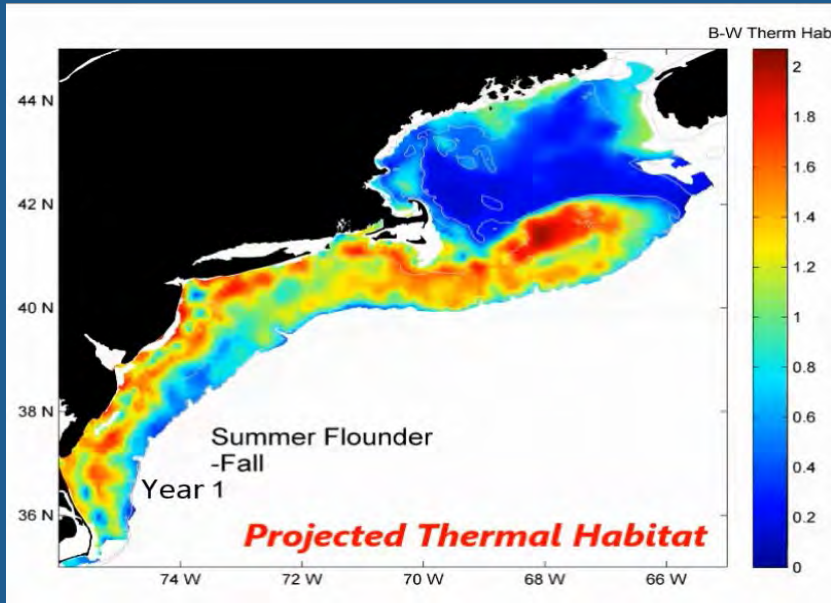 B-W Therm Hab
44 N
42 N
40 N
38 N
36 N
74 W
72 W
70 W
68 W
66 W
2
1.8
1.6
1.4
1.2
1
0.8
0.6
0.4
0.2
0
Summer Flounder
-Fall
Year 1
Projected Thermal Habitat